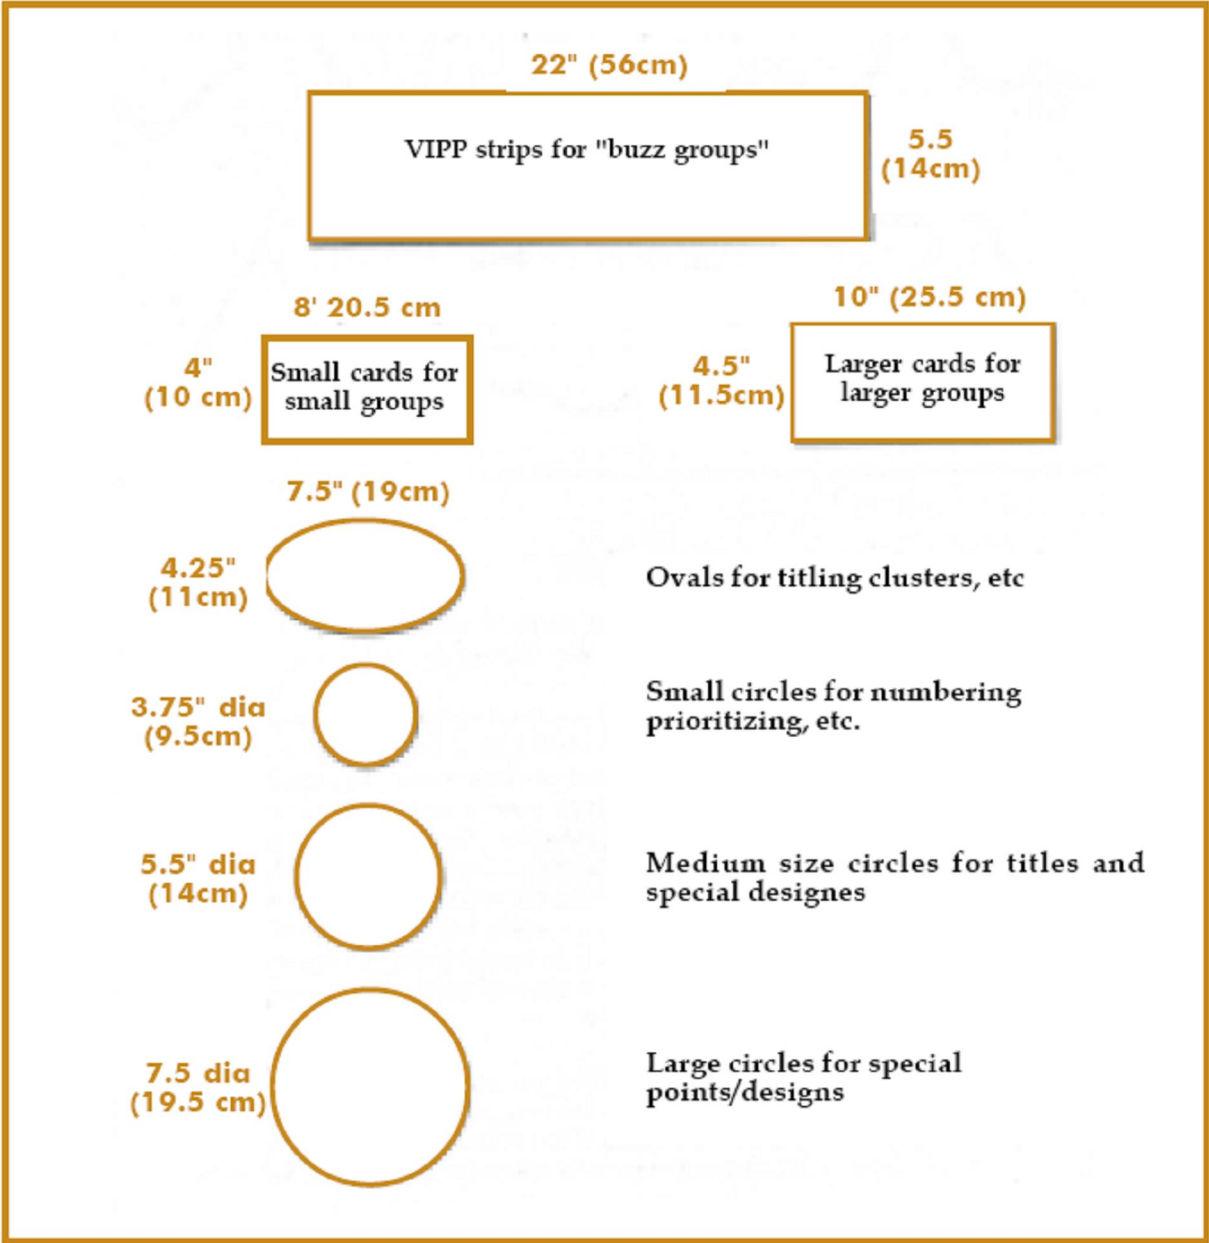 22" (56cm)
VIPP strips for "buzz groups"
5.5
(14cm)
8' 20.5 cm
4"
(10 cm)
Small cards for
small groups
10" (25.5 cm)
4.5"
(11.5cm)
Larger cards for
larger groups
7.5" (19cm)
4.25"
(11cm)
Ovals for titling clusters, etc
3.75" dia
(9.5cm)
Small circles for numbering
prioritizing, etc.
5.5" dia
(14cm)
Medium size circles for titles and
special designes
7.5 dia
(19.5 cm)
Large circles for special
points/designs